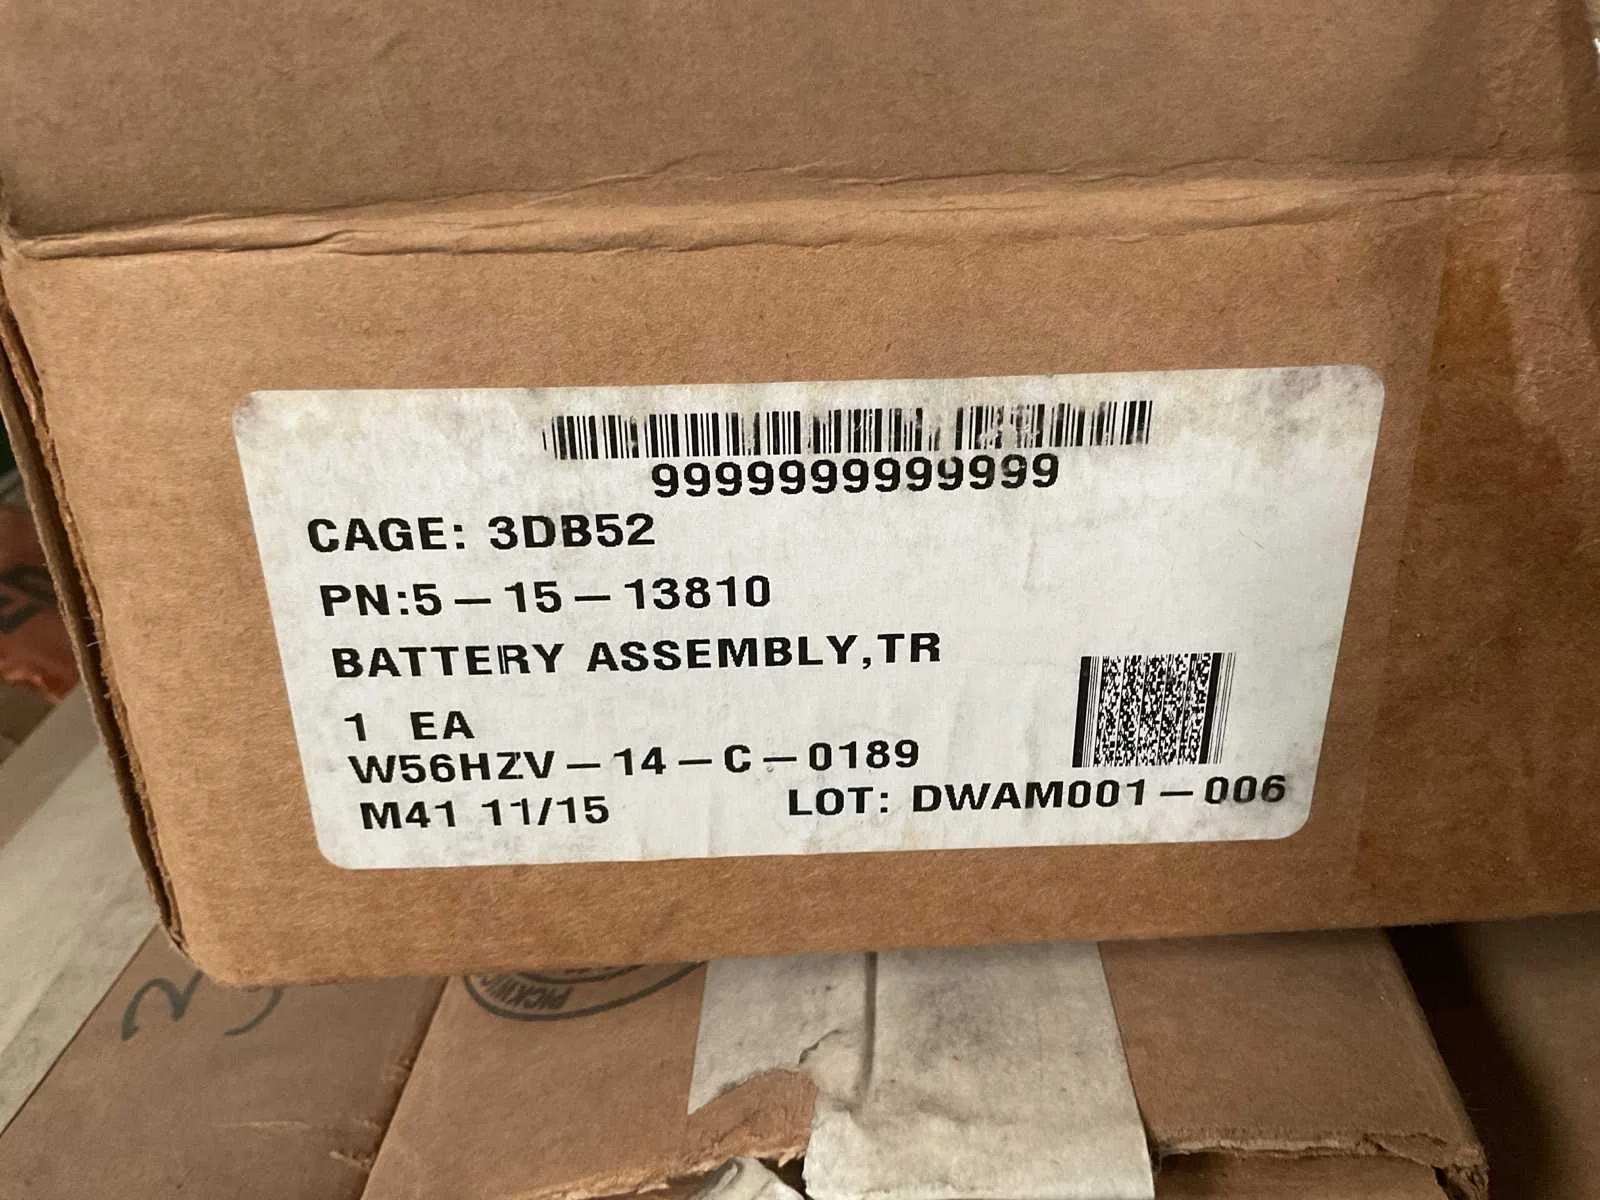 9999999999999
CAGE: 3DB52
PN:5-15-13810
BATTERY ASSEMBLY,TR
1 EA
W56HZV-14-C-0189
M41 11/15 LOT: DWAM001-006